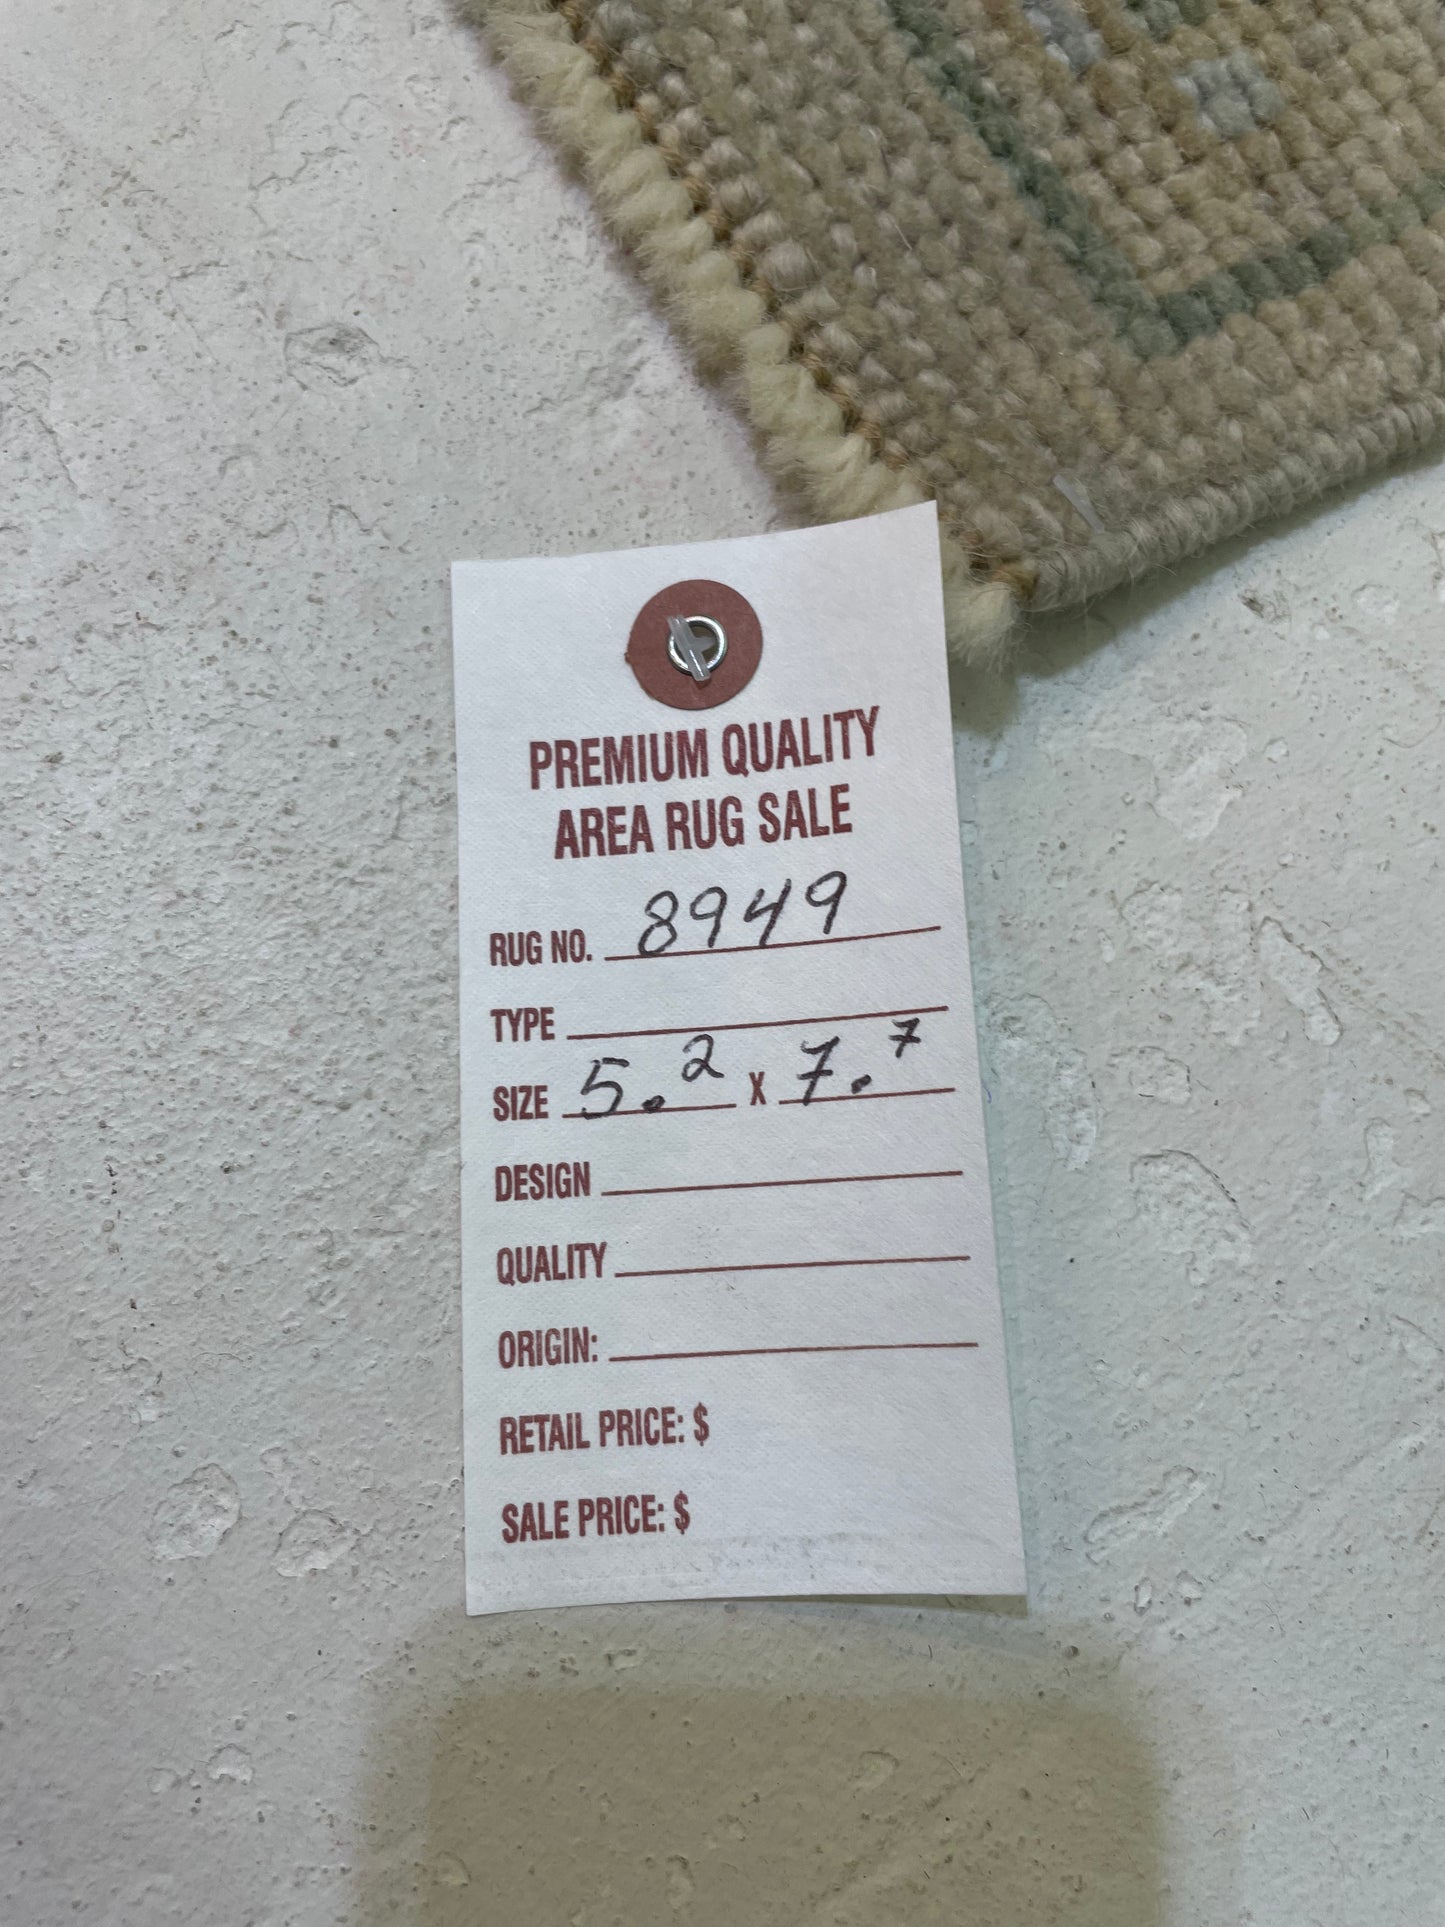 PREMIUM QUALITY
AREA RUG SALE
RUG NO. 8949
TYPE
SIZE 5.2 X 7.7
DESIGN
QUALITY
ORIGIN:
RETAIL PRICE: $
SALE PRICE: $